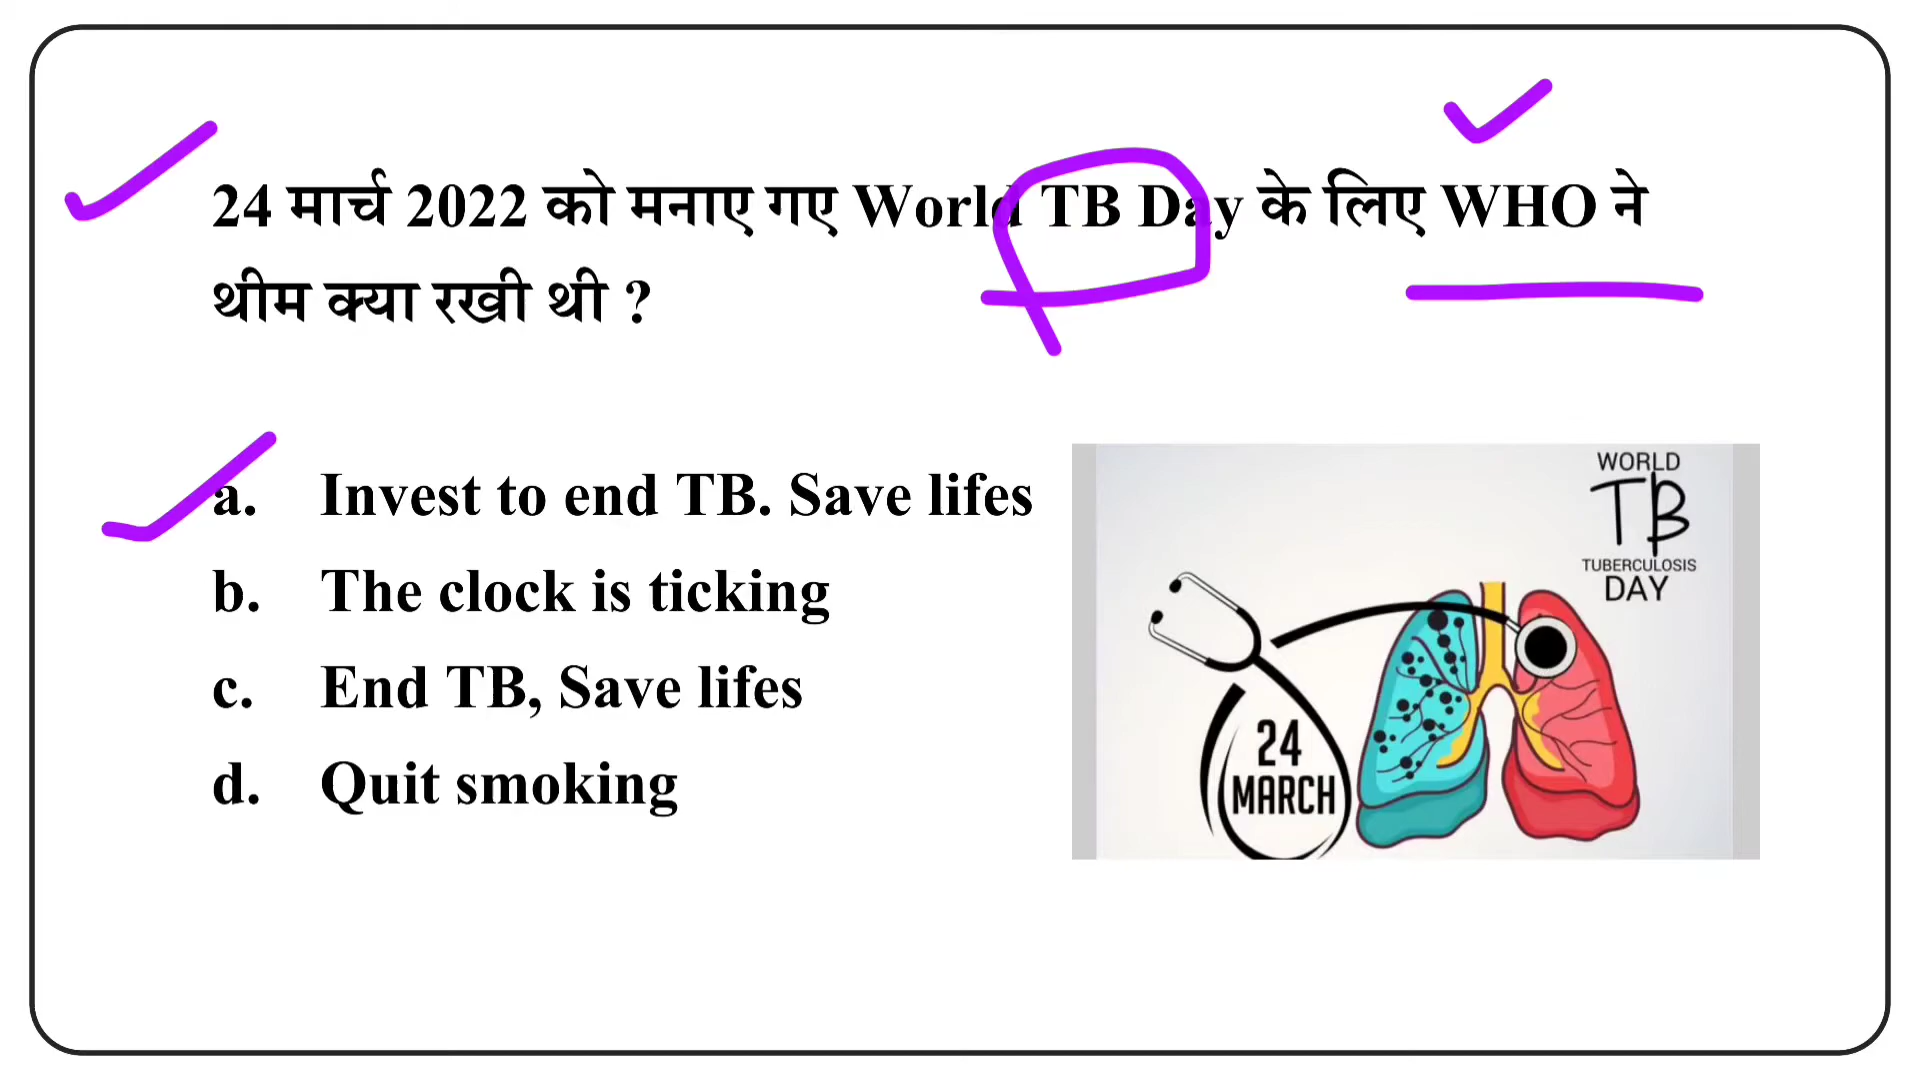 24 मार्च 2022 को मनाए गए World TB Day के लिए WHO ने
थीम क्या रखी थी ?
a. Invest to end TB. Save lifes
b. The clock is ticking
c. End TB, Save lifes
d. Quit smoking
WORLD
TB
TUBERCULOSIS
DAY
24
MARCH